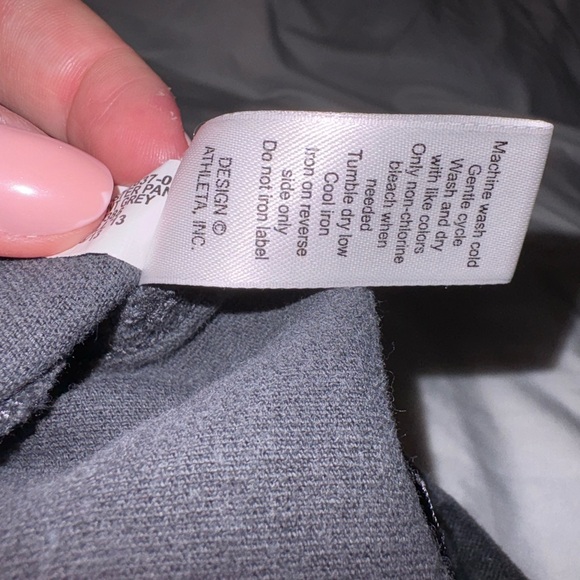 Machine wash cold
Gentle cycle
Wash and dry
with like colors
Only non-chlorine
bleach when
needed
Tumble dry low
Cool iron
Iron on reverse
side only
Do not iron label
DESIGN ©
ATHLETA, INC.